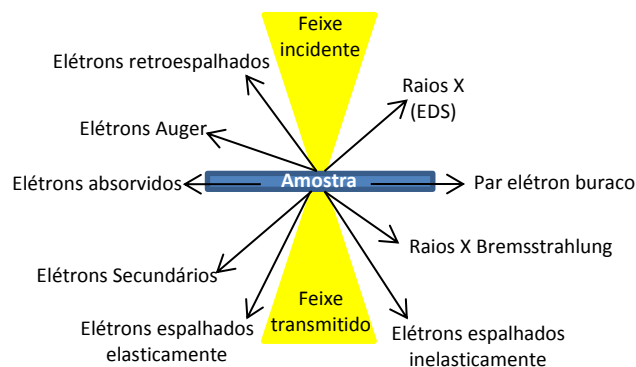 Feixe
incidente
Elétrons retroespalhados
Raios X
(EDS)
Elétrons Auger
Elétrons absorvidos
Amostra
Par elétron buraco
Raios X Bremsstrahlung
Elétrons Secundários
Feixe
transmitido
Elétrons espalhados
elasticamente
Elétrons espalhados
inelasticamente